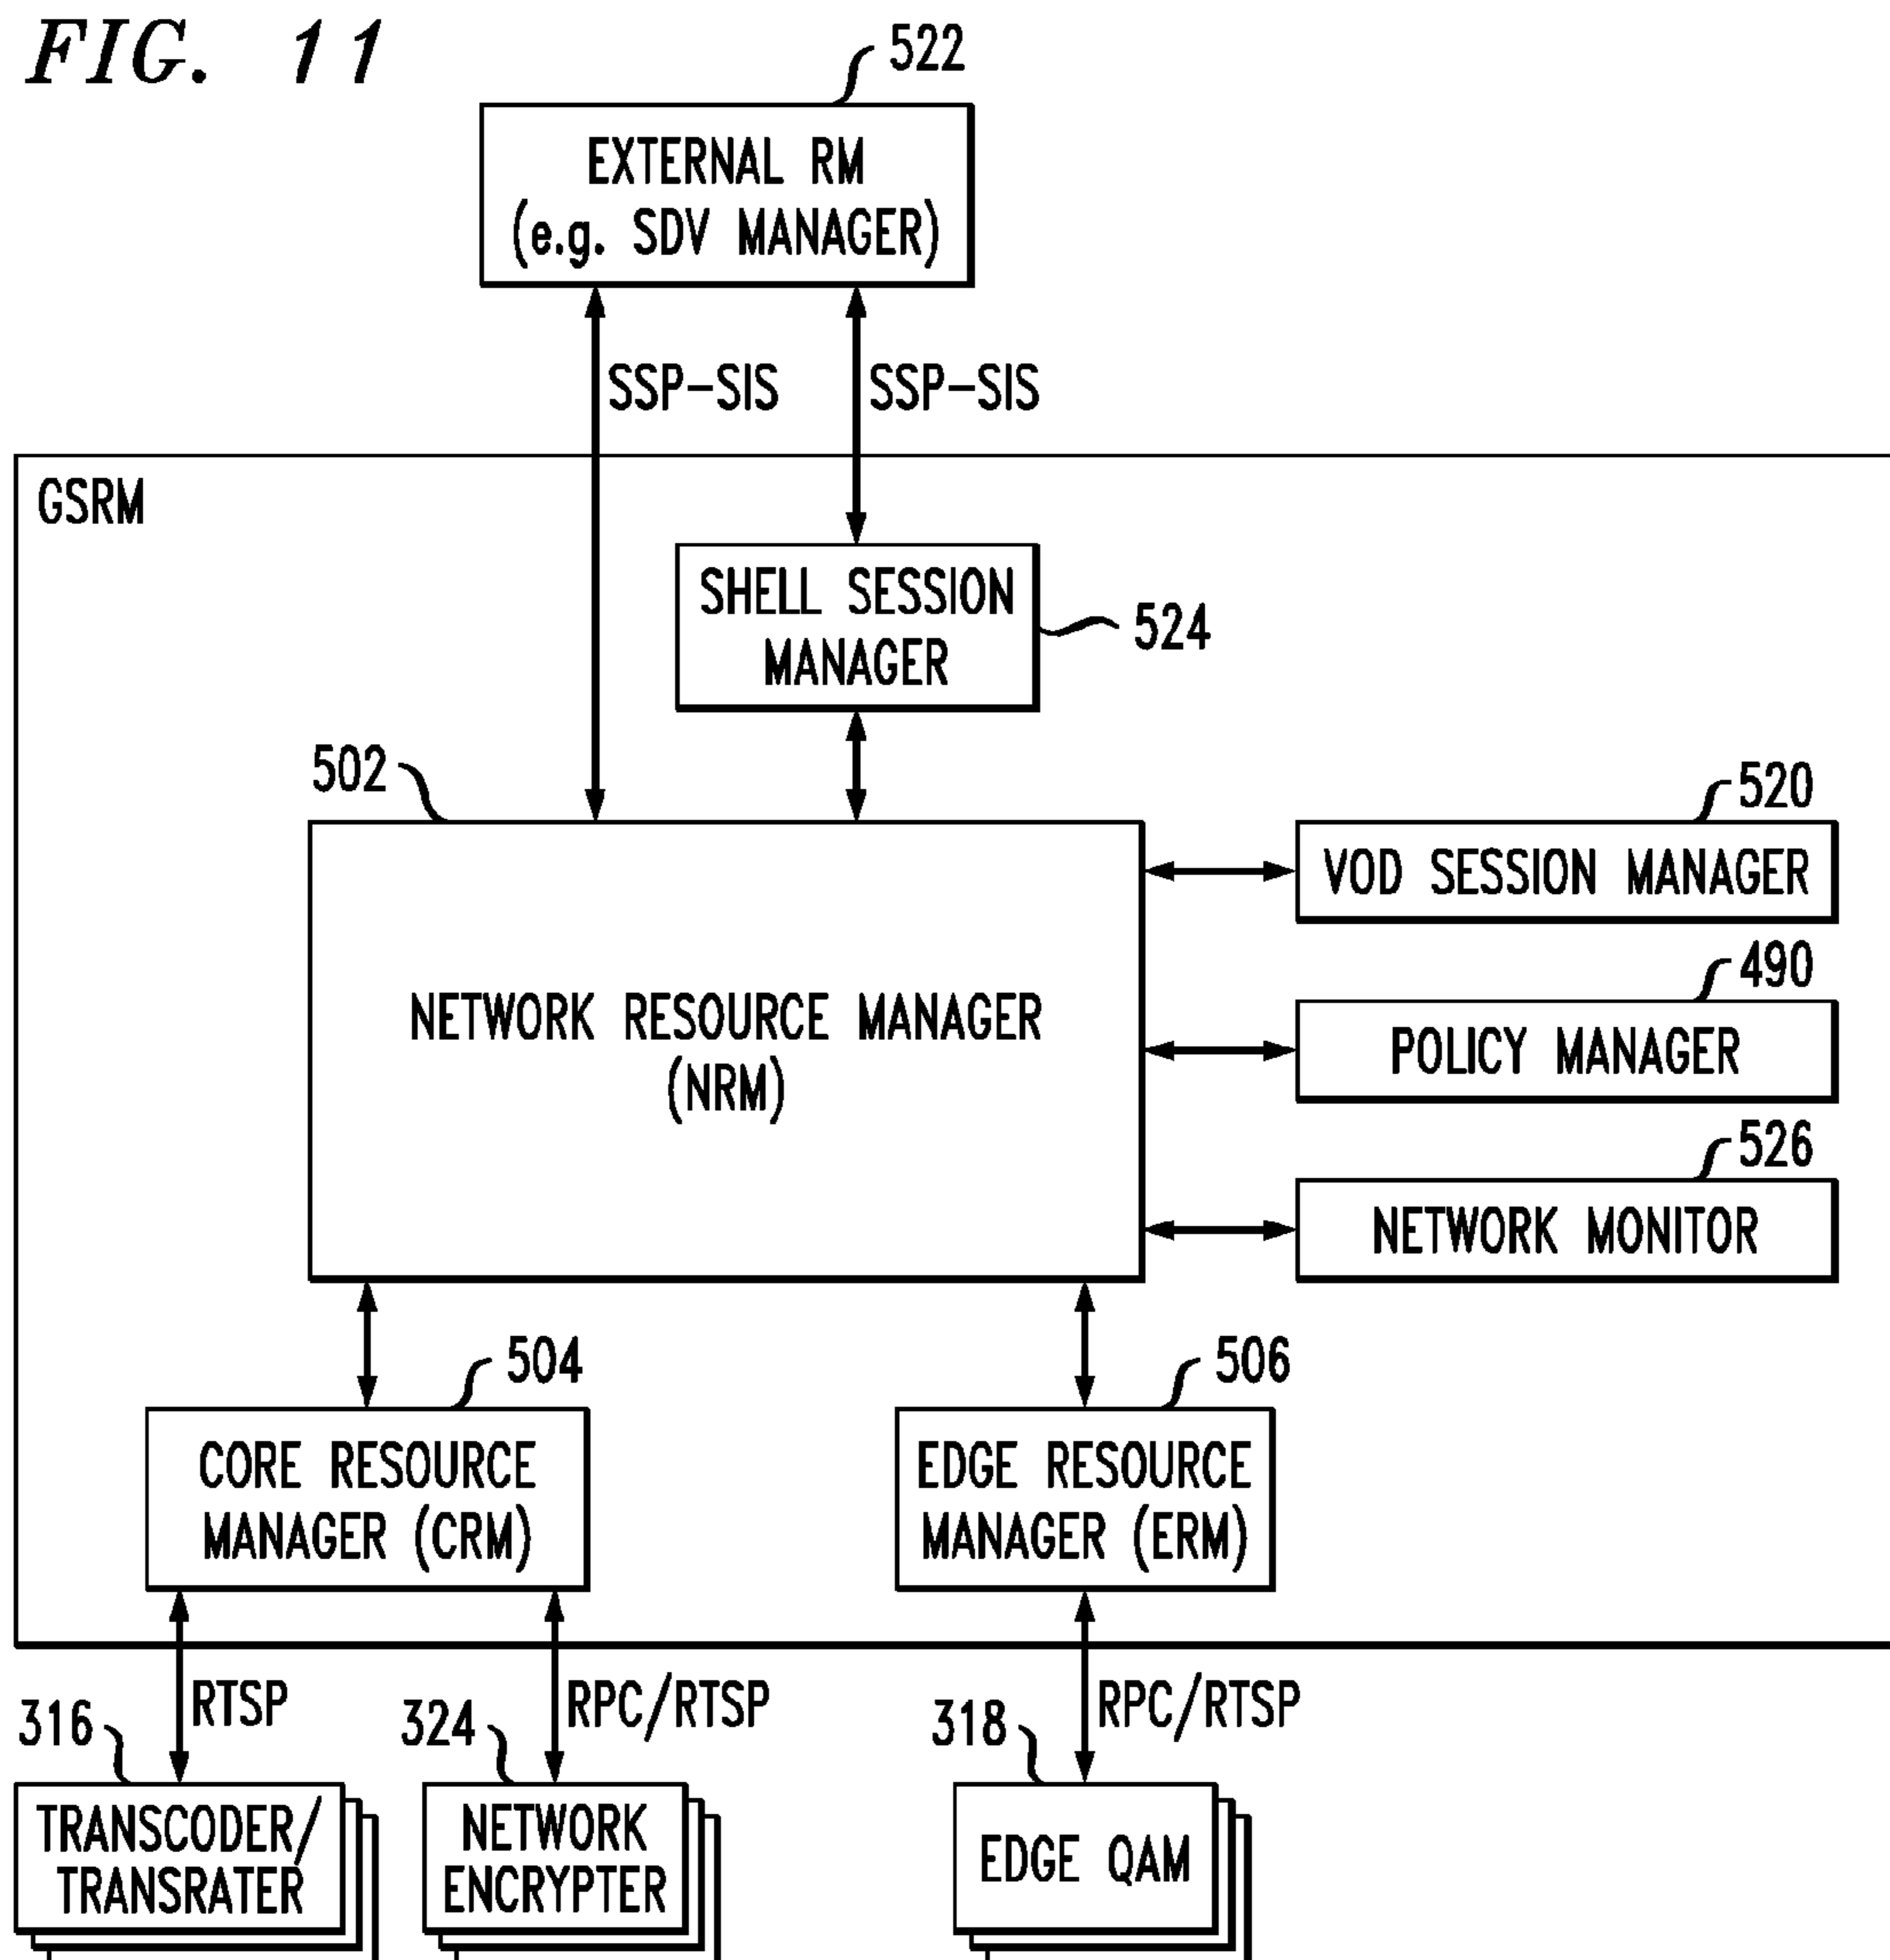 FIG. 11
522
EXTERNAL RM
(e.g. SDV MANAGER)
SSP-SIS
SSP-SIS
GSRM
SHELL SESSION
MANAGER
524
502
520
VOD SESSION MANAGER
490
NETWORK RESOURCE MANAGER
(NRM)
POLICY MANAGER
526
NETWORK MONITOR
504
506
CORE RESOURCE
MANAGER (CRM)
EDGE RESOURCE
MANAGER (ERM)
316
RTSP
324
RPC/RTSP
318
RPC/RTSP
TRANSCODER/
TRANSRATER
NETWORK
ENCRYPTER
EDGE QAM